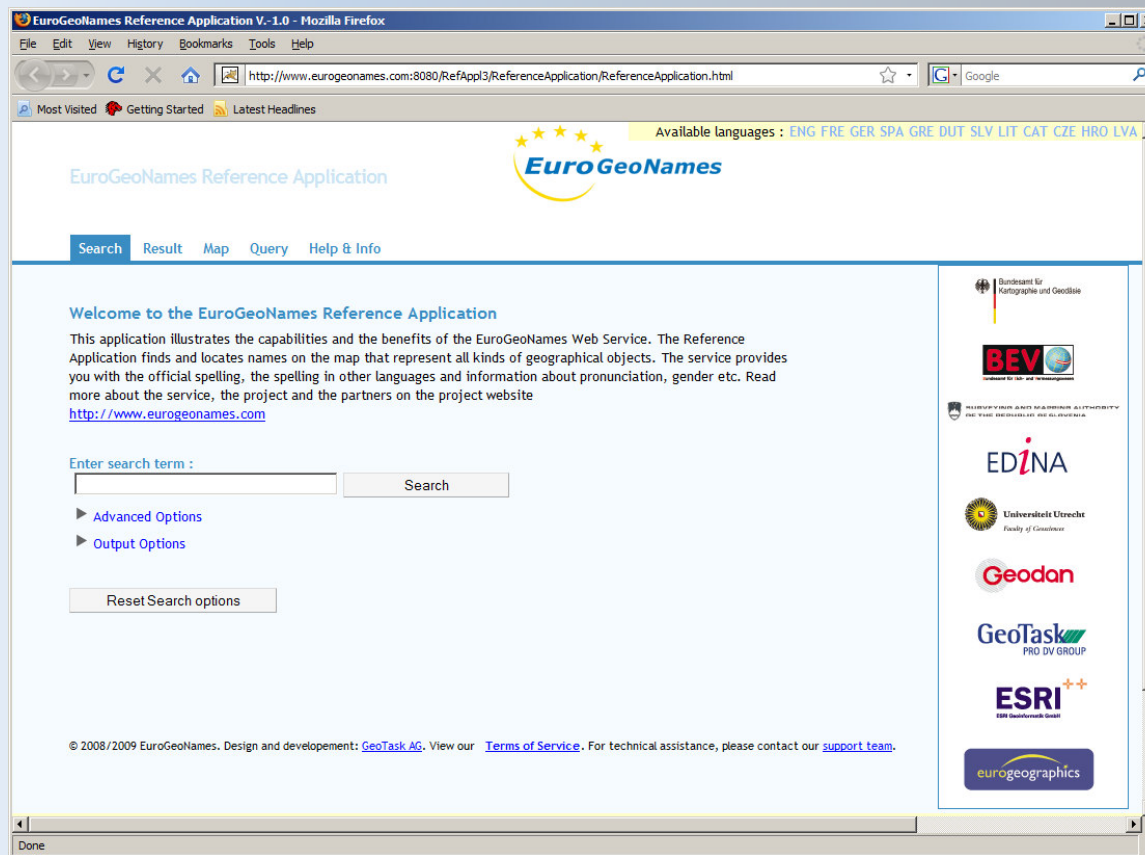 EuroGeoNames Reference Application V.-1.0 - Mozilla Firefox
File Edit View History Bookmarks Tools Help
http://www.eurogeonames.com:8080/RefAppl3/ReferenceApplication/ReferenceApplication.html
G Google
Most Visited Getting Started Latest Headlines
Available languages : ENG FRE GER SPA GRE DUT SLV LIT CAT CZE HRO LVA
EuroGeoNames Reference Application
EuroGeoNames
Search Result Map Query Help & Info
Welcome to the EuroGeoNames Reference Application
This application illustrates the capabilities and the benefits of the EuroGeoNames Web Service. The Reference
Application finds and locates names on the map that represent all kinds of geographical objects. The service provides
you with the official spelling, the spelling in other languages and information about pronunciation, gender etc. Read
more about the service, the project and the partners on the project website
http://www.eurogeonames.com
Enter search term :
Search
Advanced Options
Output Options
Reset Search options
© 2008/2009 EuroGeoNames. Design and developement: GeoTask AG. View our Terms of Service. For technical assistance, please contact our support team.
Bundesamt für
Kartographie und Geodäsie
BEV
Bundesamt für Eich- und Vermessungswesen
SURVEYING AND MAPPING AUTHORITY
OF THE REPUBLIC OF SLOVENIA
EDINA
Universiteit Utrecht
Faculty of Geosciences
Geodan
GeoTask
PRO DV GROUP
ESRI
ESRI Geoinformatik GmbH
eurogeographics
Done